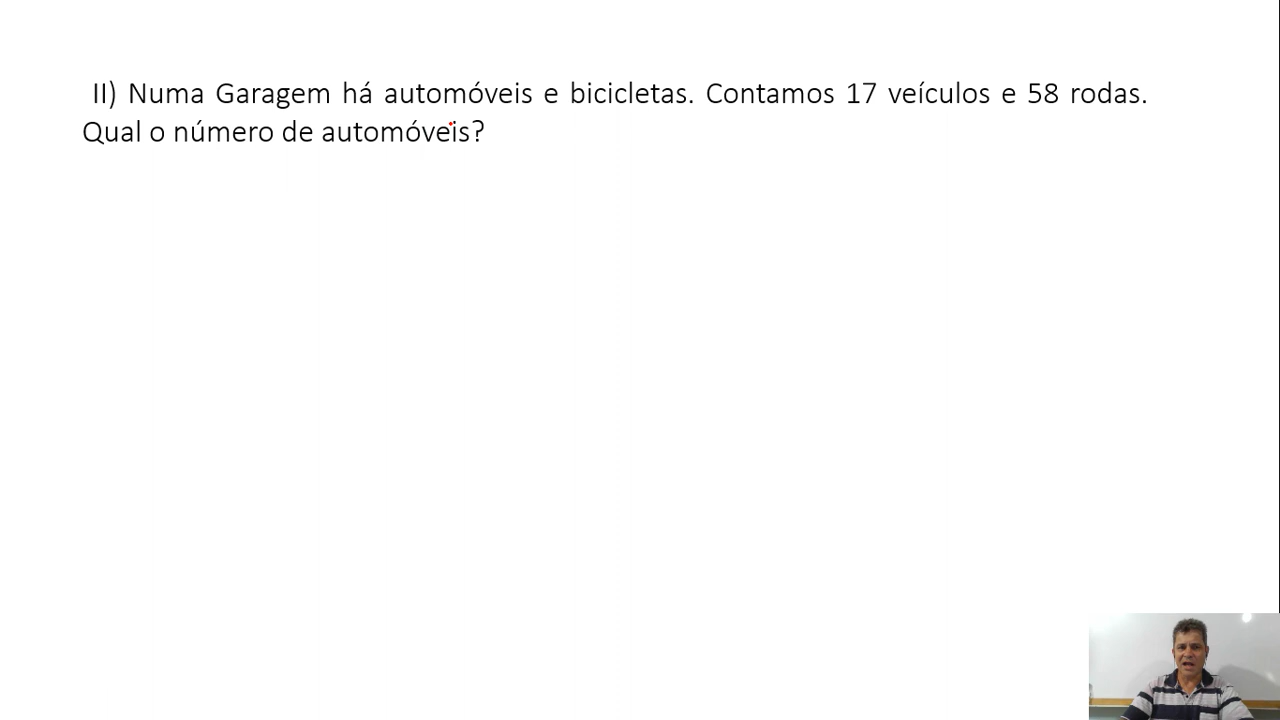 II) Numa Garagem há automóveis e bicicletas. Contamos 17 veículos e 58 rodas.
Qual o número de automóveis?